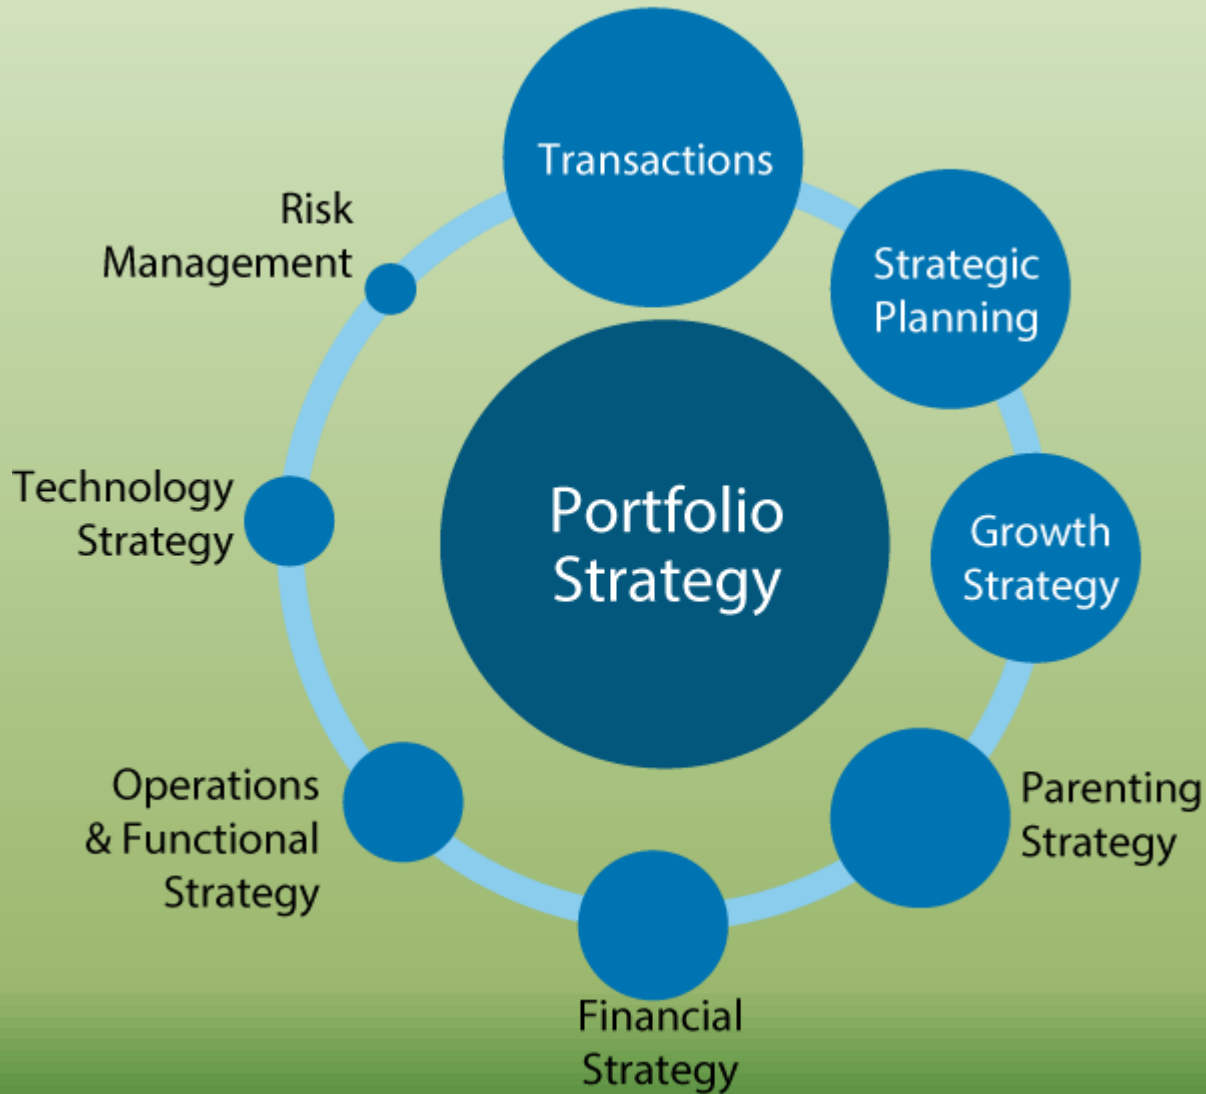 Transactions
Strategic
Planning
Growth
Strategy
Parenting
Strategy
Financial
Strategy
Operations
& Functional
Strategy
Technology
Strategy
Risk
Management
Portfolio
Strategy